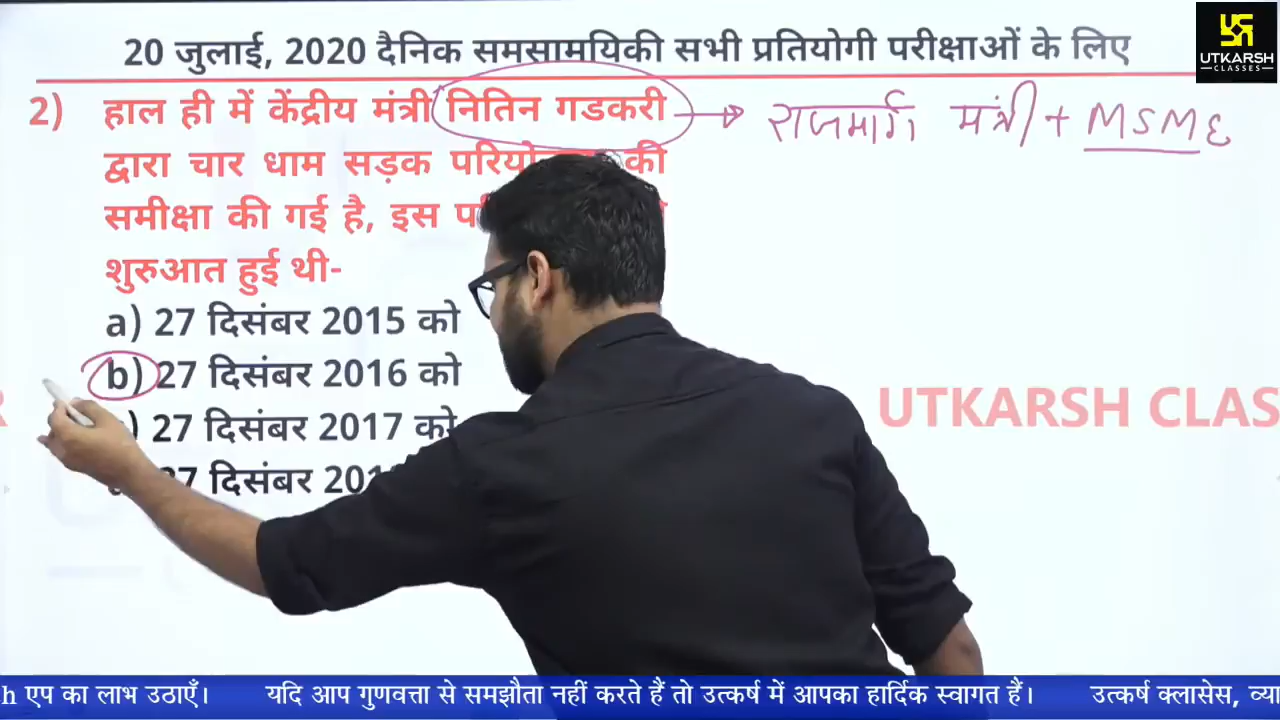 UTKARSH
CLASSES
20 जुलाई, 2020 दैनिक समसामयिकी सभी प्रतियोगी परीक्षाओं के लिए
2) हाल ही में केंद्रीय मंत्री नितिन गडकरी → राजमार्ग मंत्री + MSME
द्वारा चार धाम सड़क की
समीक्षा की गई है, इस
शुरुआत हुई थी-
a) 27 दिसंबर 2015 को
b) 27 दिसंबर 2016 को
27 दिसंबर 2017 को
27 दिसंबर
UTKARSH CLAS
h एप का लाभ उठाएँ। यदि आप गुणवत्ता से समझौता नहीं करते हैं तो उत्कर्ष में आपका हार्दिक स्वागत हैं। उत्कर्ष क्लासेस, व्या